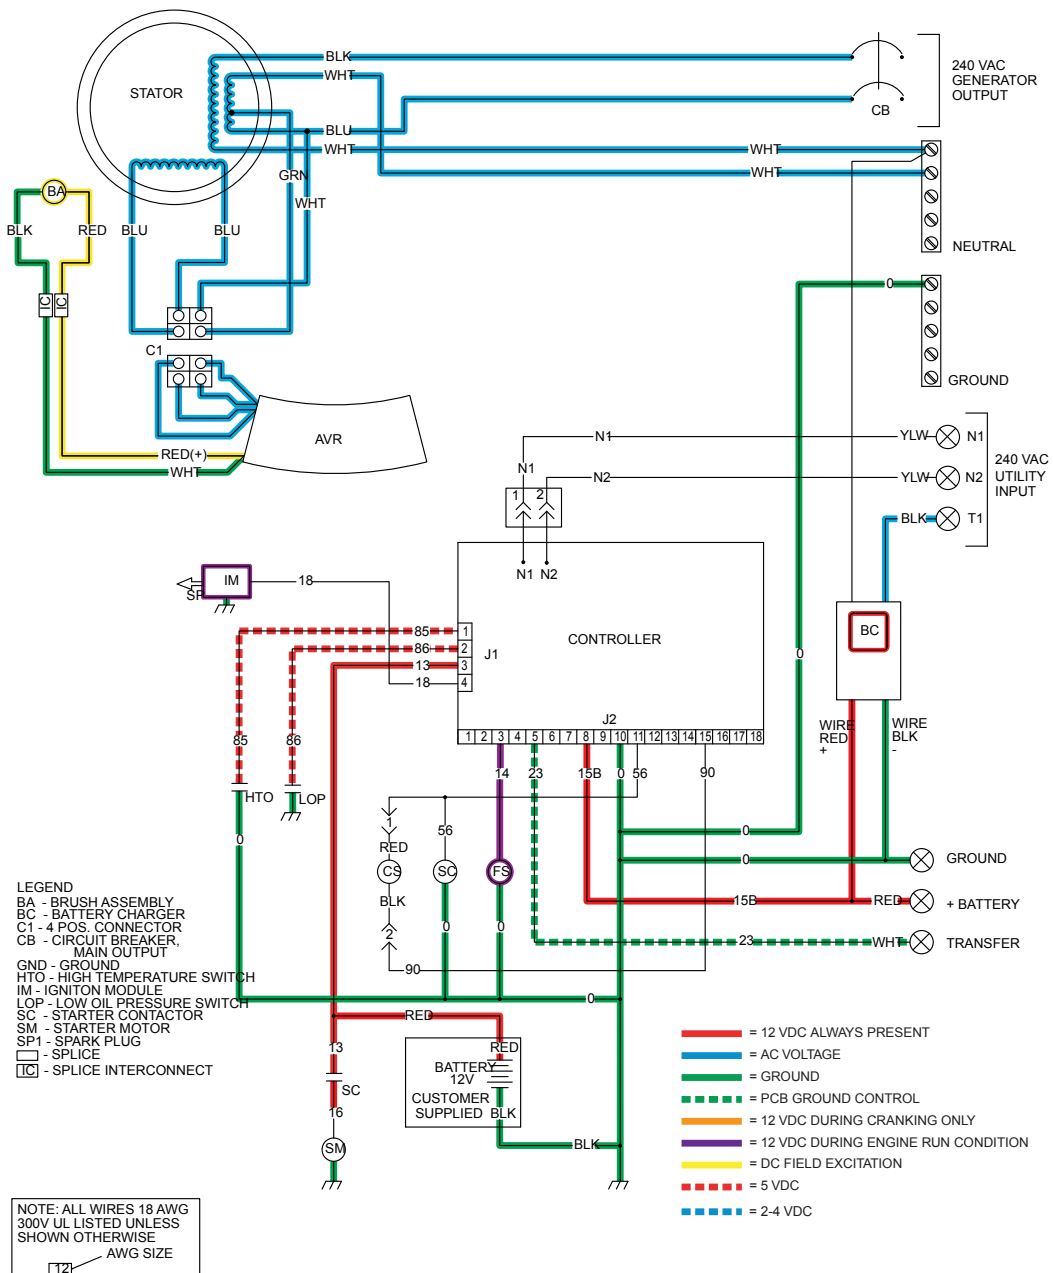 BLK
WHT
STATOR
BLU
WHT
GRN
WHT
240 VAC
GENERATOR
OUTPUT
CB
WHT
WHT
NEUTRAL
BA
BLK
RED
BLU
BLU
IC
IC
C1
AVR
RED(+)
WHT
0
GROUND
N1
YLW
N1
N2
YLW
N2
BLK
T1
240 VAC
UTILITY
INPUT
N1
1
2
N1
N2
IM
SP
18
85
86
13
18
1
2
3
4
J1
CONTROLLER
J2
1 2 3 4 5 6 7 8 9 10 11 12 13 14 15 16 17 18
BC
WIRE
RED
+
WIRE
BLK
-
0
85
86
HTO
LOP
0
14
23
15B
0
56
90
1
RED
CS
BLK
2
90
56
SC
0
FS
0
0
0
GROUND
15B
RED
+ BATTERY
23
WHT
TRANSFER
0
LEGEND
BA - BRUSH ASSEMBLY
BC - BATTERY CHARGER
C1 - 4 POS. CONNECTOR
CB - CIRCUIT BREAKER,
MAIN OUTPUT
GND - GROUND
HTO - HIGH TEMPERATURE SWITCH
IM - IGNITON MODULE
LOP - LOW OIL PRESSURE SWITCH
SC - STARTER CONTACTOR
SM - STARTER MOTOR
SP1 - SPARK PLUG
- SPLICE
IC - SPLICE INTERCONNECT
RED
13
SC
16
SM
RED
BATTERY
12V
CUSTOMER
SUPPLIED
BLK
BLK
= 12 VDC ALWAYS PRESENT
= AC VOLTAGE
= GROUND
= PCB GROUND CONTROL
= 12 VDC DURING CRANKING ONLY
= 12 VDC DURING ENGINE RUN CONDITION
= DC FIELD EXCITATION
= 5 VDC
= 2-4 VDC
NOTE: ALL WIRES 18 AWG
300V UL LISTED UNLESS
SHOWN OTHERWISE
AWG SIZE
12